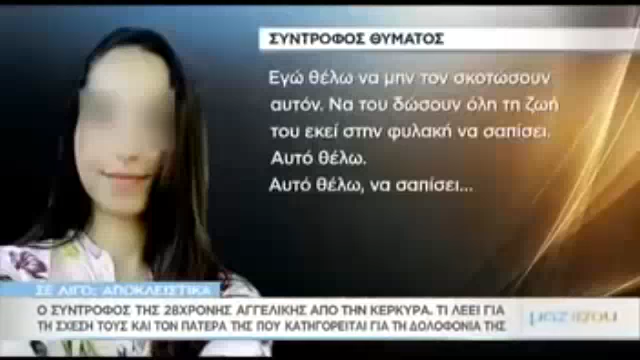 ΣΥΝΤΡΟΦΟΣ ΘΥΜΑΤΟΣ
Εγώ θέλω να μην τον σκοτώσουν
αυτόν. Να του δώσουν όλη τη ζωή
του εκεί στην φυλακή να σαπίσει.
Αυτό θέλω.
Αυτό θέλω, να σαπίσει...
ΣΕ ΛΙΓΟ: ΑΠΟΚΛΕΙΣΤΙΚΑ
Ο ΣΥΝΤΡΟΦΟΣ ΤΗΣ 28ΧΡΟΝΗΣ ΑΓΓΕΛΙΚΗΣ ΑΠΟ ΤΗΝ ΚΕΡΚΥΡΑ. ΤΙ ΛΕΕΙ ΓΙΑ
ΤΗ ΣΧΕΣΗ ΤΟΥΣ ΚΑΙ ΤΟΝ ΠΑΤΕΡΑ ΤΗΣ ΠΟΥ ΚΑΤΗΓΟΡΕΙΤΑΙ ΓΙΑ ΤΗ ΔΟΛΟΦΟΝΙΑ ΤΗΣ